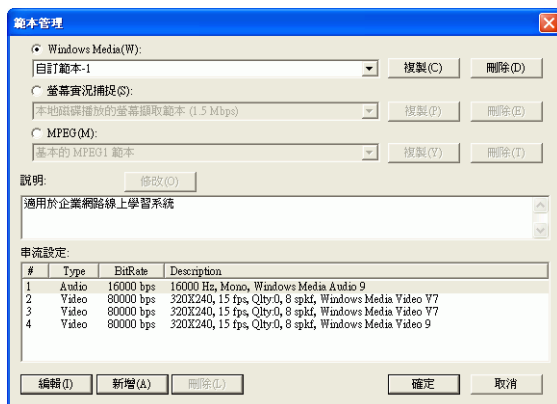 範本管理
Windows Media(W):
自訂範本-1 複製(C) 刪除(D)
螢幕實況捕捉(S):
本地磁碟播放的螢幕擷取範本 (1.5 Mbps) 複製(P) 刪除(E)
MPEG(M):
基本的 MPEG1 範本 複製(Y) 刪除(T)
說明: 修改(O)
適用於企業網路線上學習系統
串流設定:
# Type BitRate Description
1 Audio 16000 bps 16000 Hz, Mono, Windows Media Audio 9
2 Video 80000 bps 320X240, 15 fps, Qlty:0, 8 spkf, Windows Media Video V7
3 Video 80000 bps 320X240, 15 fps, Qlty:0, 8 spkf, Windows Media Video V7
4 Video 80000 bps 320X240, 15 fps, Qlty:0, 8 spkf, Windows Media Video 9
編輯(I) 新增(A) 刪除(L) 確定 取消